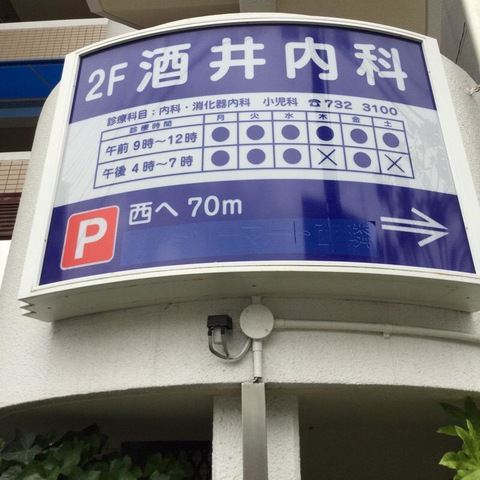 2F 酒井内科
診療科目：内科・消化器内科 小児科 ☎732 3100
診療時間 月 火 水 木 金 土
午前 9時～12時 ● ● ● ● ● ●
午後 4時～7時 ● ● ● × ● ×
P 西へ 70m